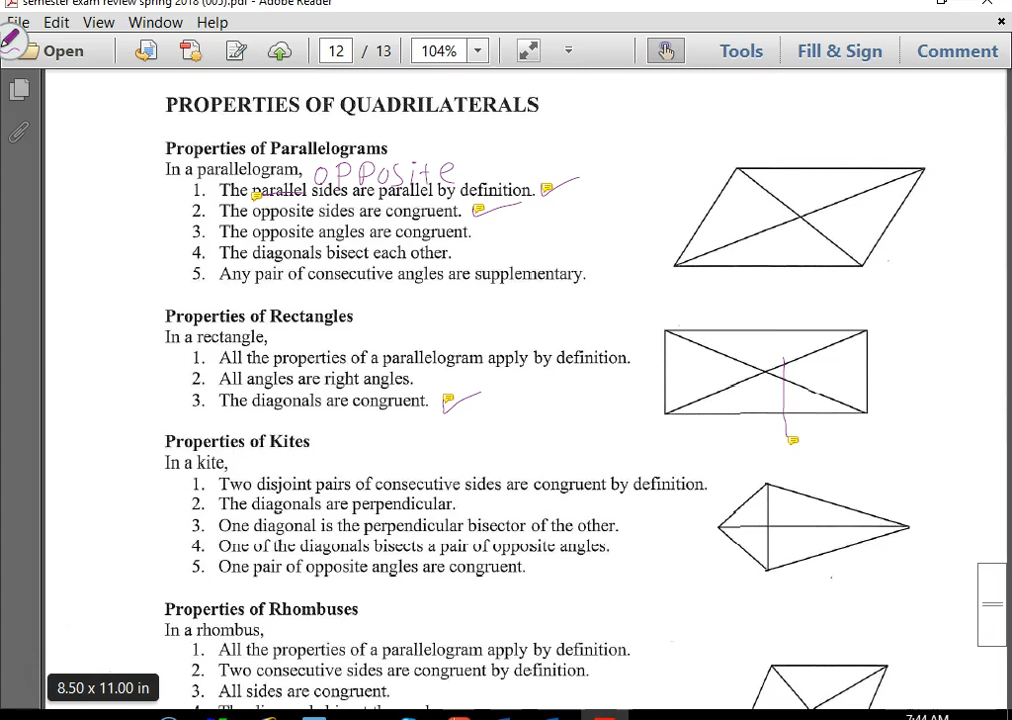 semester exam review spring 2018 (005).pdf - Adobe Reader
File Edit View Window Help
Open 12 / 13 104% Tools Fill & Sign Comment
PROPERTIES OF QUADRILATERALS
Properties of Parallelograms
In a parallelogram, opposite
1. The parallel sides are parallel by definition.
2. The opposite sides are congruent.
3. The opposite angles are congruent.
4. The diagonals bisect each other.
5. Any pair of consecutive angles are supplementary.
Properties of Rectangles
In a rectangle,
1. All the properties of a parallelogram apply by definition.
2. All angles are right angles.
3. The diagonals are congruent.
Properties of Kites
In a kite,
1. Two disjoint pairs of consecutive sides are congruent by definition.
2. The diagonals are perpendicular.
3. One diagonal is the perpendicular bisector of the other.
4. One of the diagonals bisects a pair of opposite angles.
5. One pair of opposite angles are congruent.
Properties of Rhombuses
In a rhombus,
1. All the properties of a parallelogram apply by definition.
2. Two consecutive sides are congruent by definition.
3. All sides are congruent.
8.50 x 11.00 in
7:44 AM